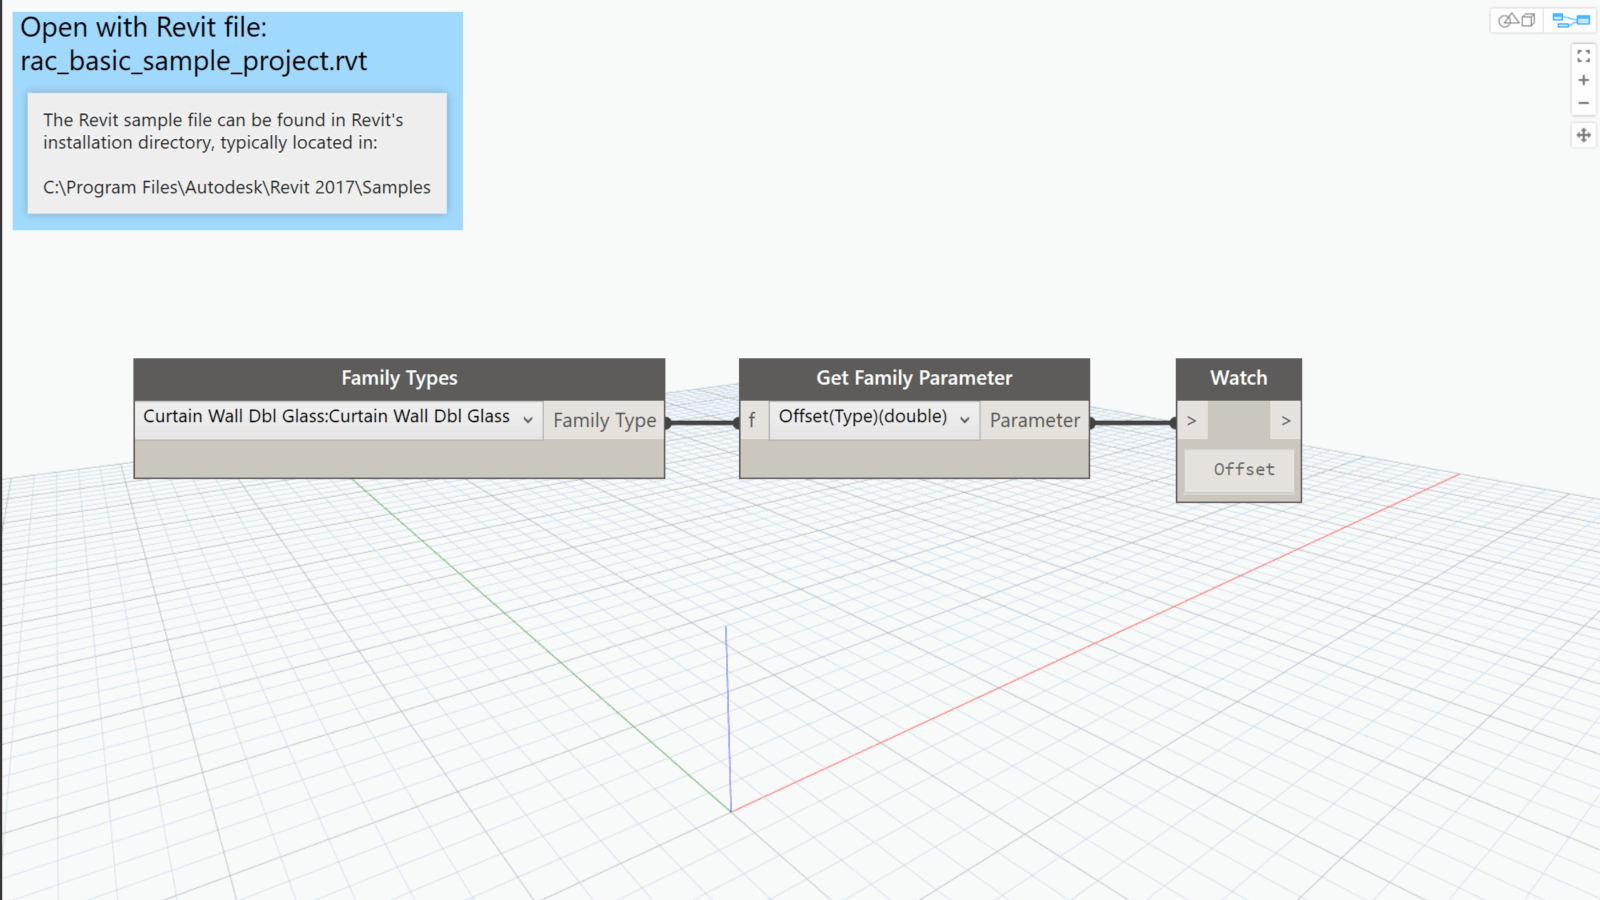 Open with Revit file:
rac_basic_sample_project.rvt
The Revit sample file can be found in Revit's
installation directory, typically located in:
C:\Program Files\Autodesk\Revit 2017\Samples
Family Types
Curtain Wall Dbl Glass:Curtain Wall Dbl Glass
Family Type
Get Family Parameter
f
Offset(Type)(double)
Parameter
Watch
> >
Offset